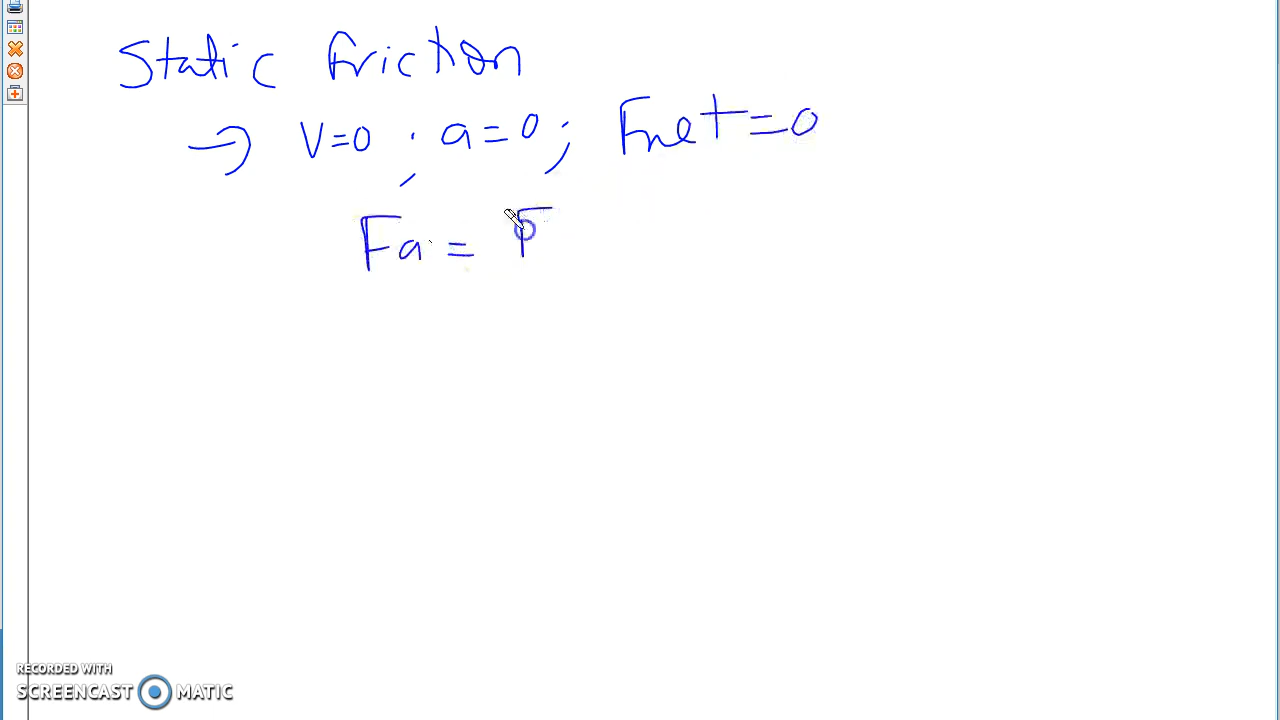 Static Friction
→ V=0 ; a=0; Fnet=0
Fa = F
RECORDED WITH
SCREENCAST MATIC